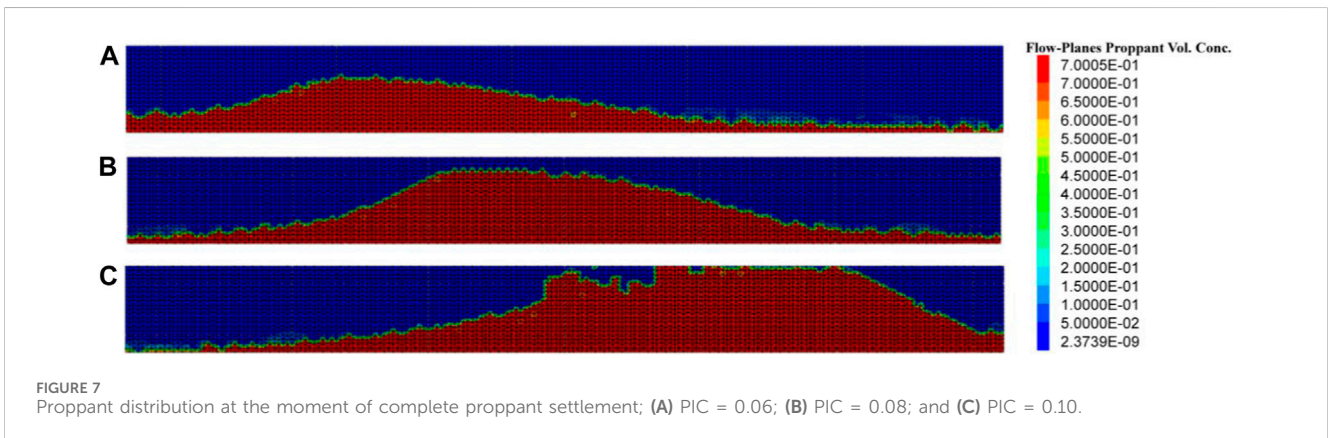 A
B
C
Flow-Planes Proppant Vol. Conc.
7.0005E-01
7.0000E-01
6.5000E-01
6.0000E-01
5.5000E-01
5.0000E-01
4.5000E-01
4.0000E-01
3.5000E-01
3.0000E-01
2.5000E-01
2.0000E-01
1.5000E-01
1.0000E-01
5.0000E-02
2.3739E-09
FIGURE 7
Proppant distribution at the moment of complete proppant settlement; (A) PIC = 0.06; (B) PIC = 0.08; and (C) PIC = 0.10.